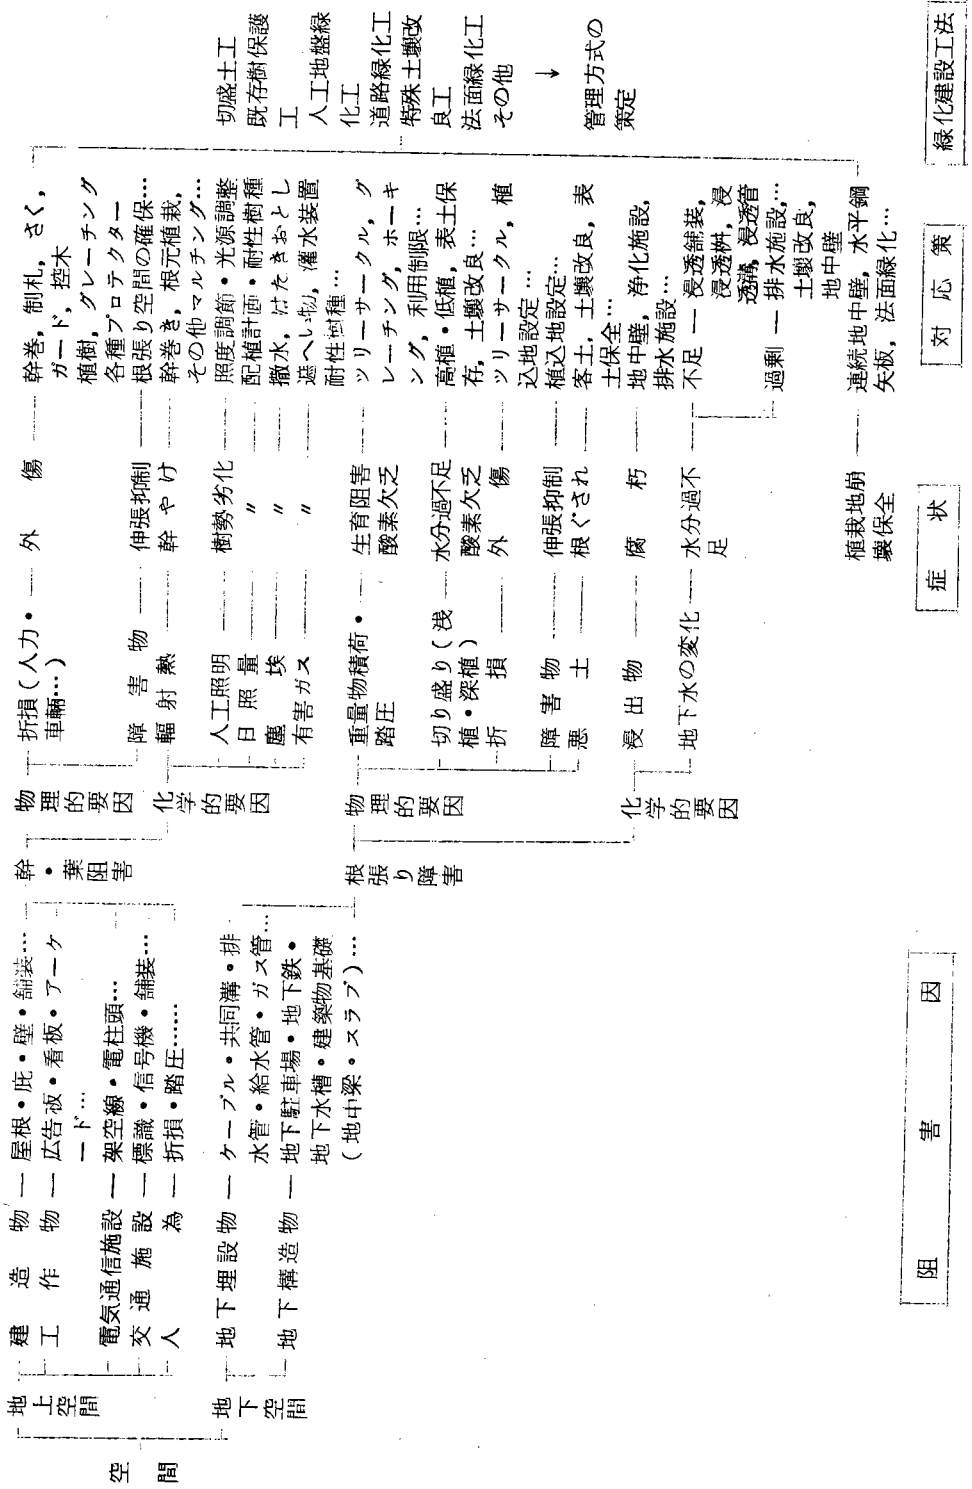 空間
地上空間
建造物 ― 屋根・庇・壁・舗装…
工作物 ― 広告板・看板・アーケ
ード…
電気通信施設 ― 架空線・電柱頭…
交通施設 ― 標識・信号機・舗装…
人為 ― 折損・踏圧……
地下空間
地下埋設物 ― ケーブル・共同溝・排
水管・給水管・ガス管…
地下構造物 ― 地下駐車場・地下鉄・
地下水槽・建築物基礎
(地中梁・スラブ)…
幹・葉阻害
物理的要因
折損(人力・
車輛…)
外傷
幹巻, 制札, さく,
ガード, 控木
植樹, グレーチング
各種プロテクター
障害物
伸張抑制
根張り空間の確保…
輻射熱
幹やけ
幹巻き, 根元植栽,
その他マルチング…
化学的要因
人工照明
樹勢劣化
照度調節・光源調整
日照量
〃
配植計画・耐性樹種
塵埃
〃
撒水, はたきおとし
有害ガス
〃
遮へい物, 灌水装置
耐性樹種…
根張り障害
物理的要因
重量物積荷・
踏圧
生育阻害
酸素欠乏
ツリーサークル, グ
レーチング, ホーキ
ング, 利用制限…
切り盛り(浅
植・深植)
水分過不足
酸素欠乏
高植・低植, 表土保
存, 土壌改良…
折損
外傷
ツリーサークル, 植
込地設定…
障害物
伸張抑制
植込地設定…
悪土
根ぐされ
客土, 土壌改良, 表
土保全…
化学的要因
浸出物
腐朽
地中壁, 浄化施設,
排水施設…
地下水の変化
水分過不
足
不足 ― 浸透舗装,
浸透桝, 浸
透溝, 浸透管
過剰 ― 排水施設,…
土壌改良,
地中壁
植栽地崩
壊保全
連続地中壁, 水平鋼
矢板, 法面緑化…
切盛土工
既存樹保護
工
人工地盤緑
化工
道路緑化工
特殊土壌改
良工
法面緑化工
その他
↓
管理方式の
策定
阻害因
症状
対応策
緑化建設工法